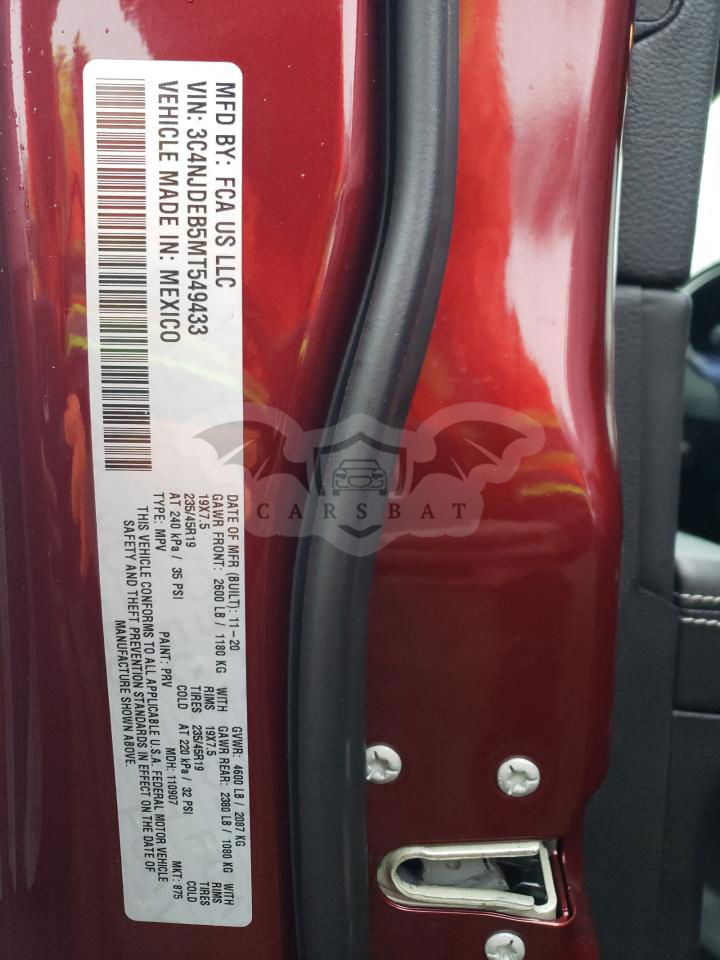 MFD BY: FCA US LLC
VIN: 3C4NJDEB5MT549433
VEHICLE MADE IN: MEXICO
DATE OF MFR (BUILT): 11-20 GVWR: 4600 LB / 2087 KG
GAWR FRONT: 2600 LB / 1180 KG WITH GAWR REAR: 2380 LB / 1080 KG WITH
19X7.5 RIMS 19X7.5 RIMS
235/45R19 TIRES 235/45R19 TIRES
AT 240 kPa / 35 PSI COLD AT 220 kPa / 32 PSI COLD
TYPE: MPV PAINT: PRV MDH: 110907 MKT: 875
THIS VEHICLE CONFORMS TO ALL APPLICABLE U.S.A. FEDERAL MOTOR VEHICLE
SAFETY AND THEFT PREVENTION STANDARDS IN EFFECT ON THE DATE OF
MANUFACTURE SHOWN ABOVE.
CARSBAT